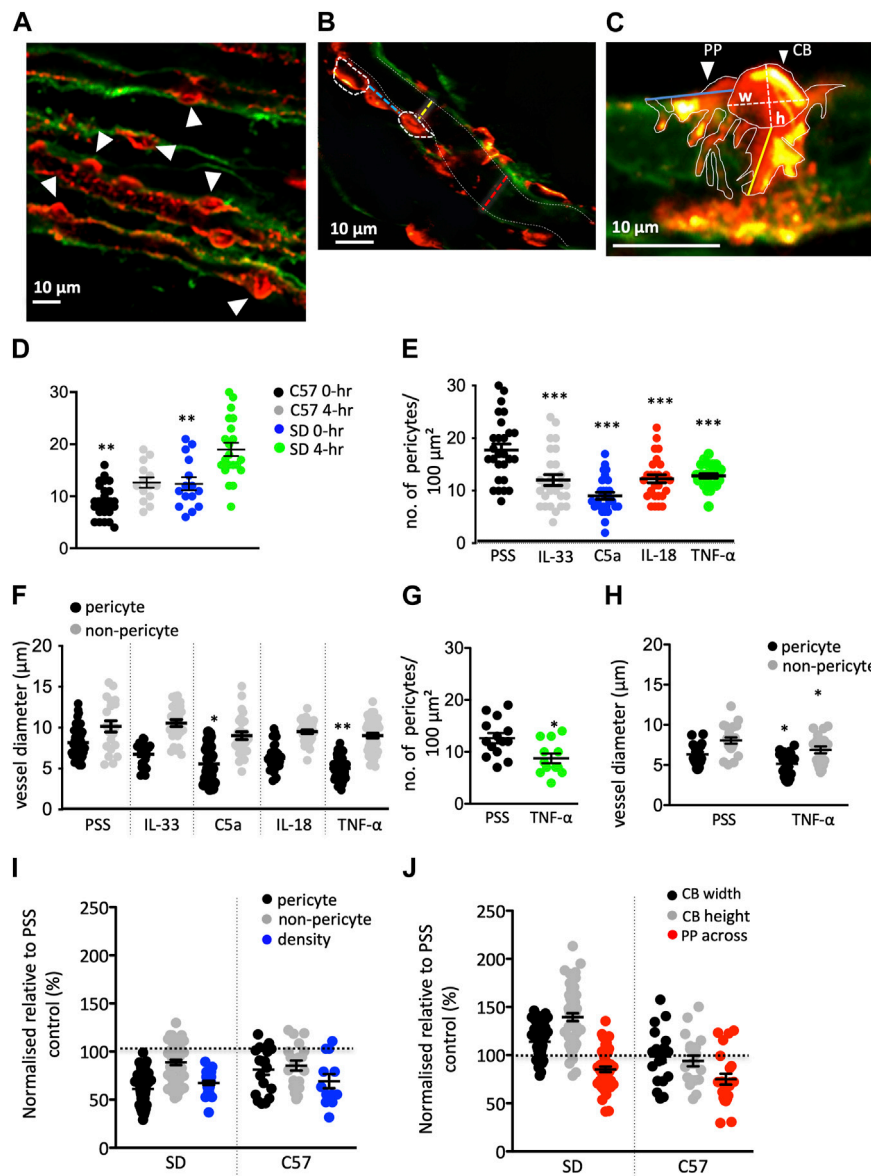 A
B
C
PP
CB
w
h
10 µm
10 µm
10 µm
D
30
20
10
0
**
**
C57 0-hr
C57 4-hr
SD 0-hr
SD 4-hr
E
no. of pericytes/
100 µm²
30
20
10
0
***
***
***
***
PSS IL-33 C5a IL-18 TNF-α
F
pericyte
non-pericyte
vessel diameter (µm)
20
15
10
5
0
*
**
PSS IL-33 C5a IL-18 TNF-α
G
no. of pericytes/
100 µm²
30
20
10
0
*
PSS TNF-α
H
pericyte
non-pericyte
vessel diameter (µm)
20
15
10
5
0
*
*
PSS TNF-α
I
pericyte
non-pericyte
density
Normalised relative to PSS
control (%)
250
200
150
100
50
0
SD C57
J
CB width
CB height
PP across
Normalised relative to PSS
control (%)
250
200
150
100
50
0
SD C57